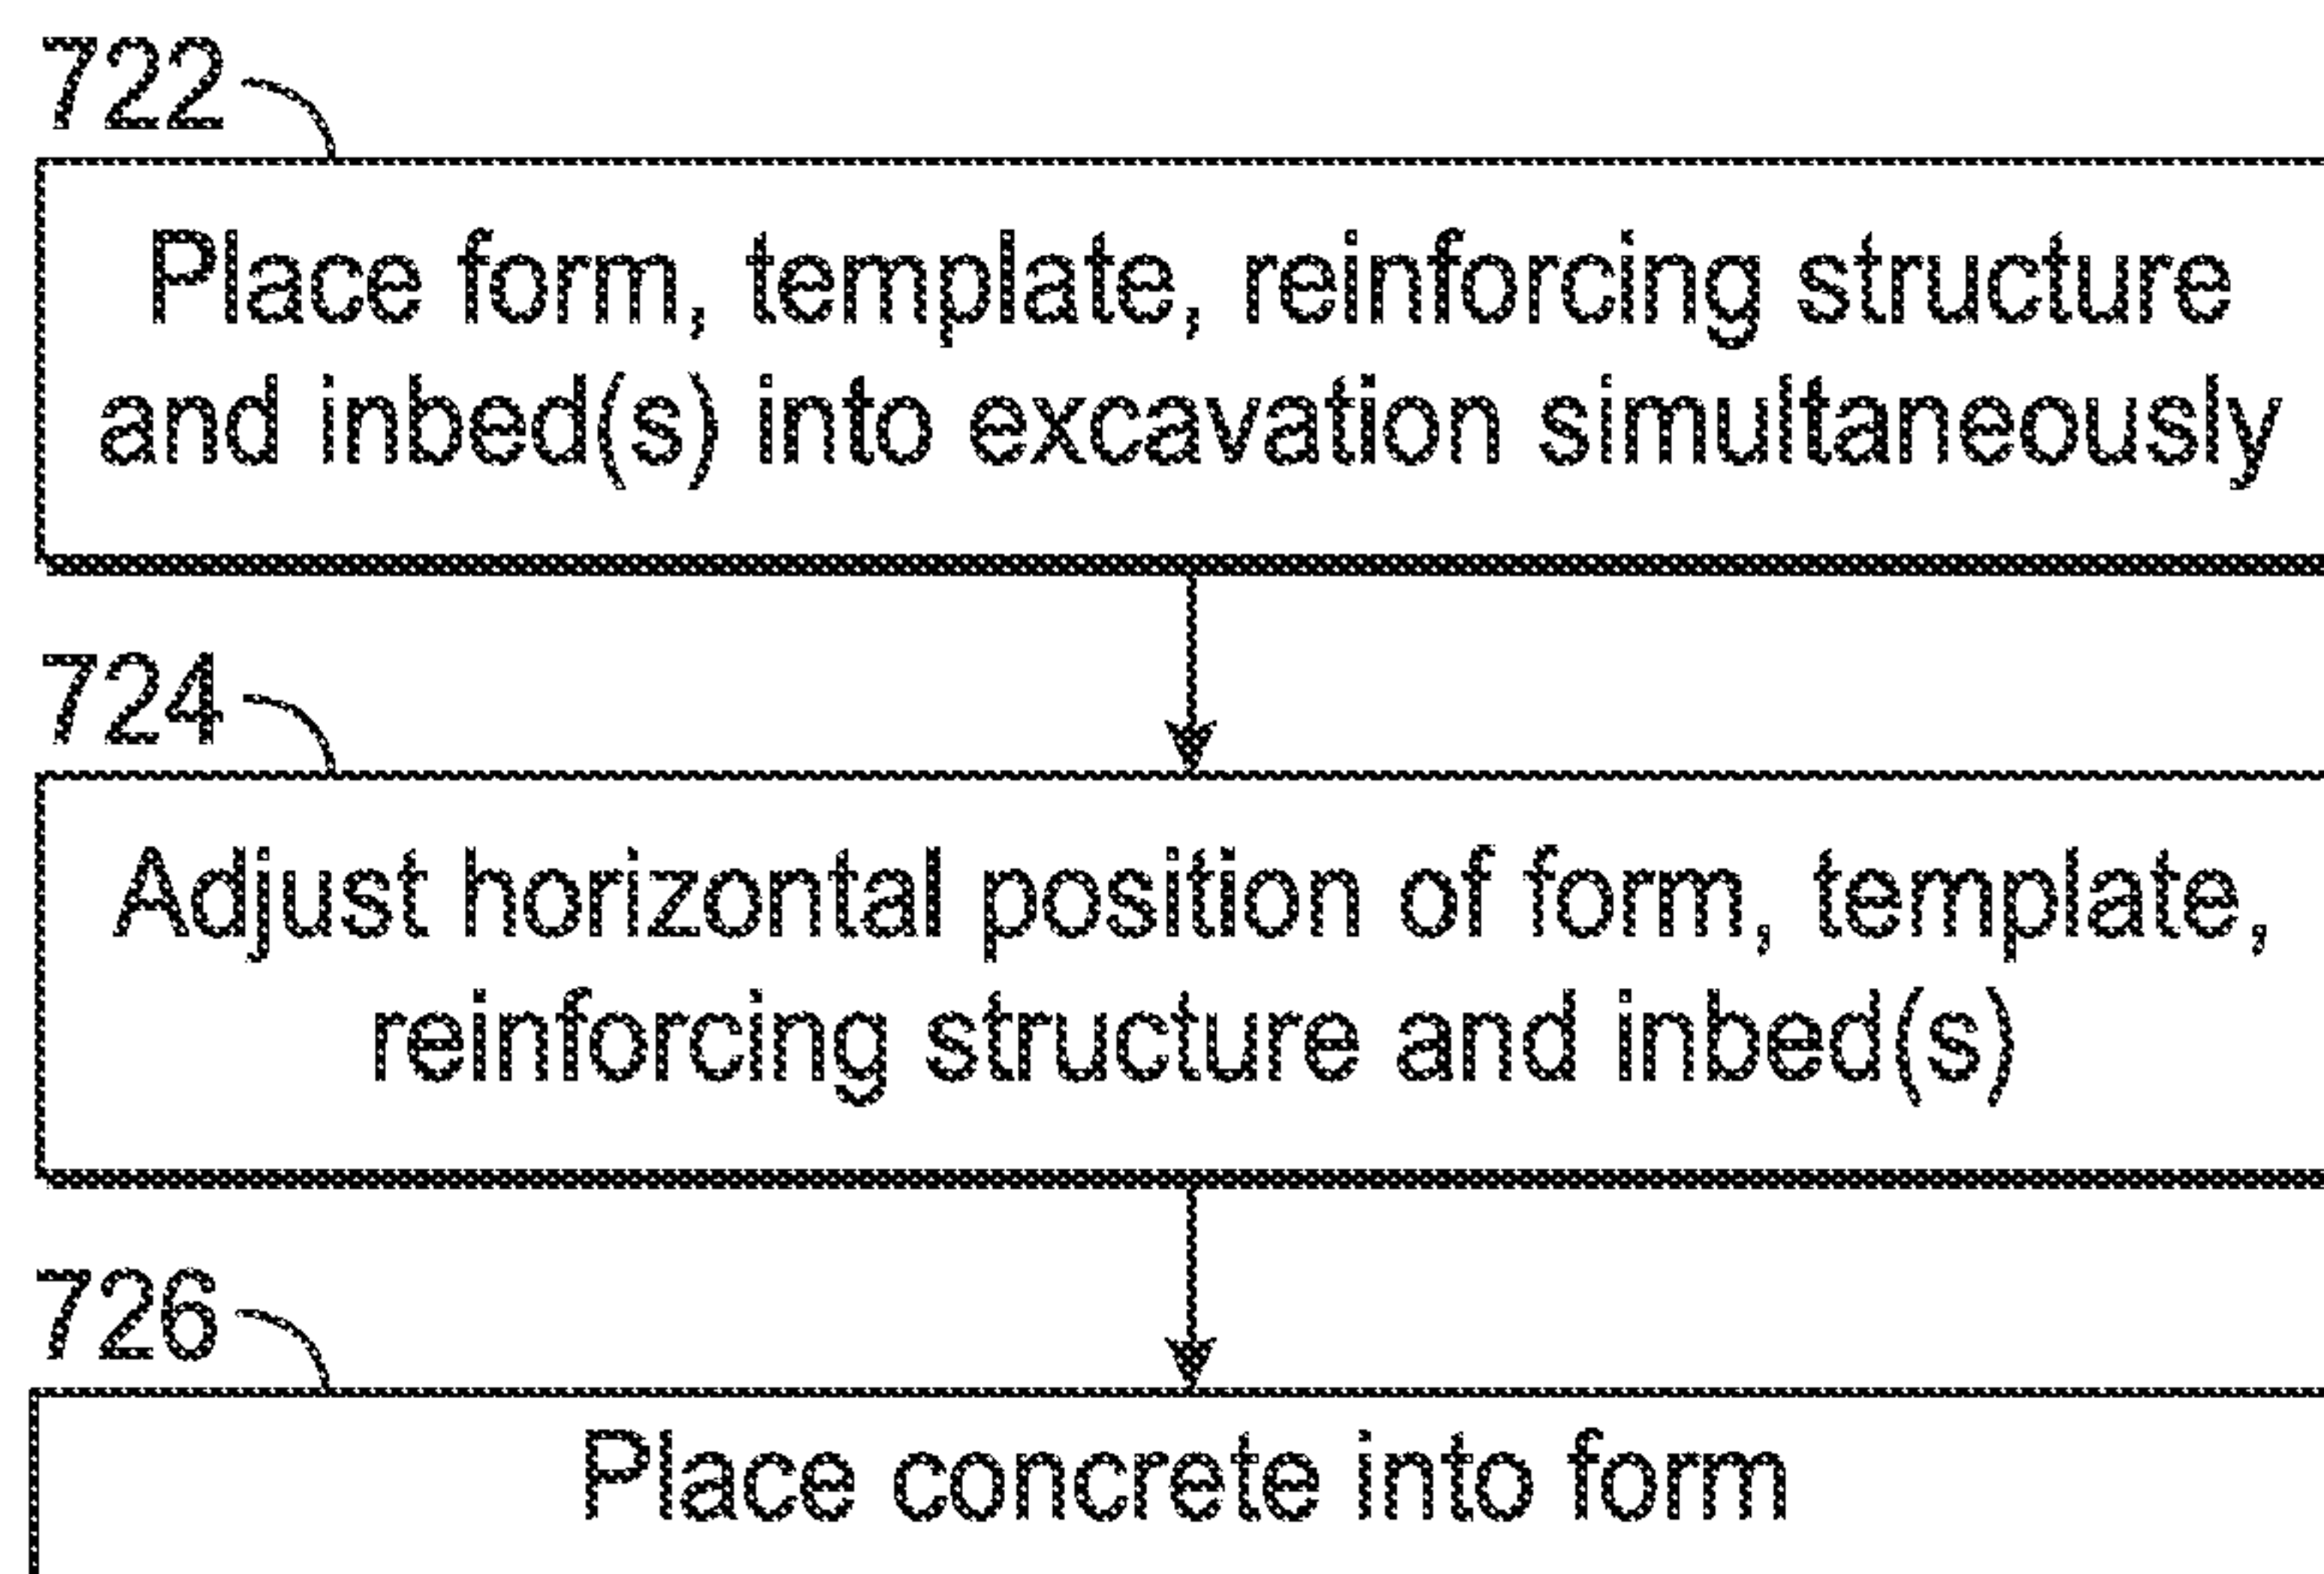 722
Place form, template, reinforcing structure
and inbed(s) into excavation simultaneously
724
Adjust horizontal position of form, template,
reinforcing structure and inbed(s)
726
Place concrete into form